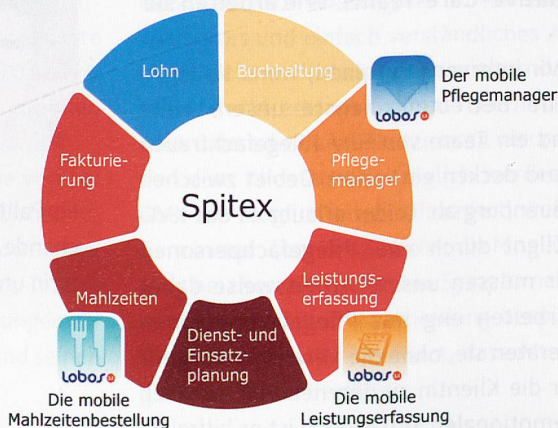 Lohn
Buchhaltung
Der mobile
Pflegemanager
Lobos
Fakturie-
rung
Pflege-
manager
Spitex
Mahlzeiten
Leistungs-
erfassung
Dienst- und
Einsatz-
planung
Lobos
Die mobile
Mahlzeitenbestellung
Lobos
Die mobile
Leistungserfassung